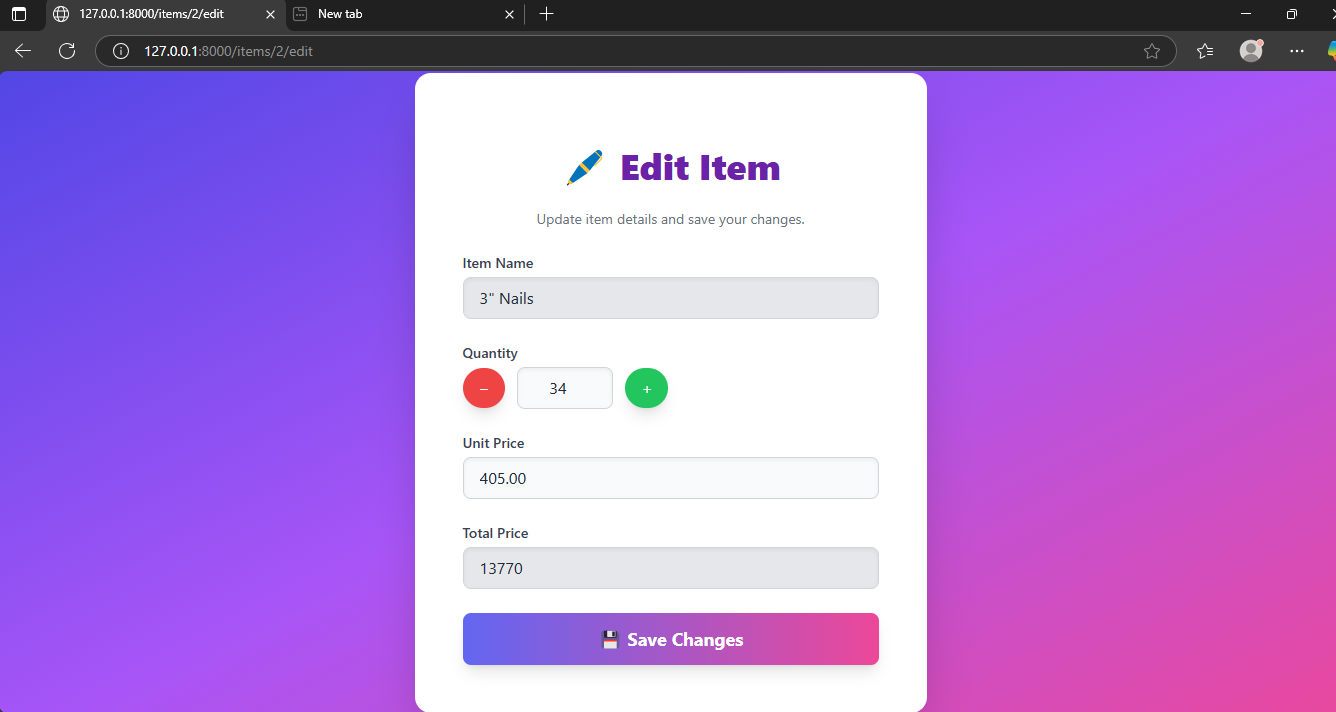 127.0.0.1:8000/items/2/edit
New tab
127.0.0.1:8000/items/2/edit
Edit Item
Update item details and save your changes.
Item Name
3" Nails
Quantity
– 34 +
Unit Price
405.00
Total Price
13770
Save Changes